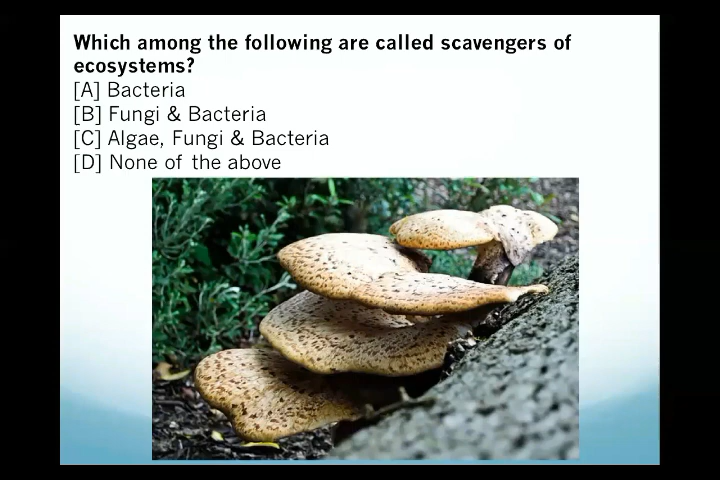 Which among the following are called scavengers of
ecosystems?
[A] Bacteria
[B] Fungi & Bacteria
[C] Algae, Fungi & Bacteria
[D] None of the above